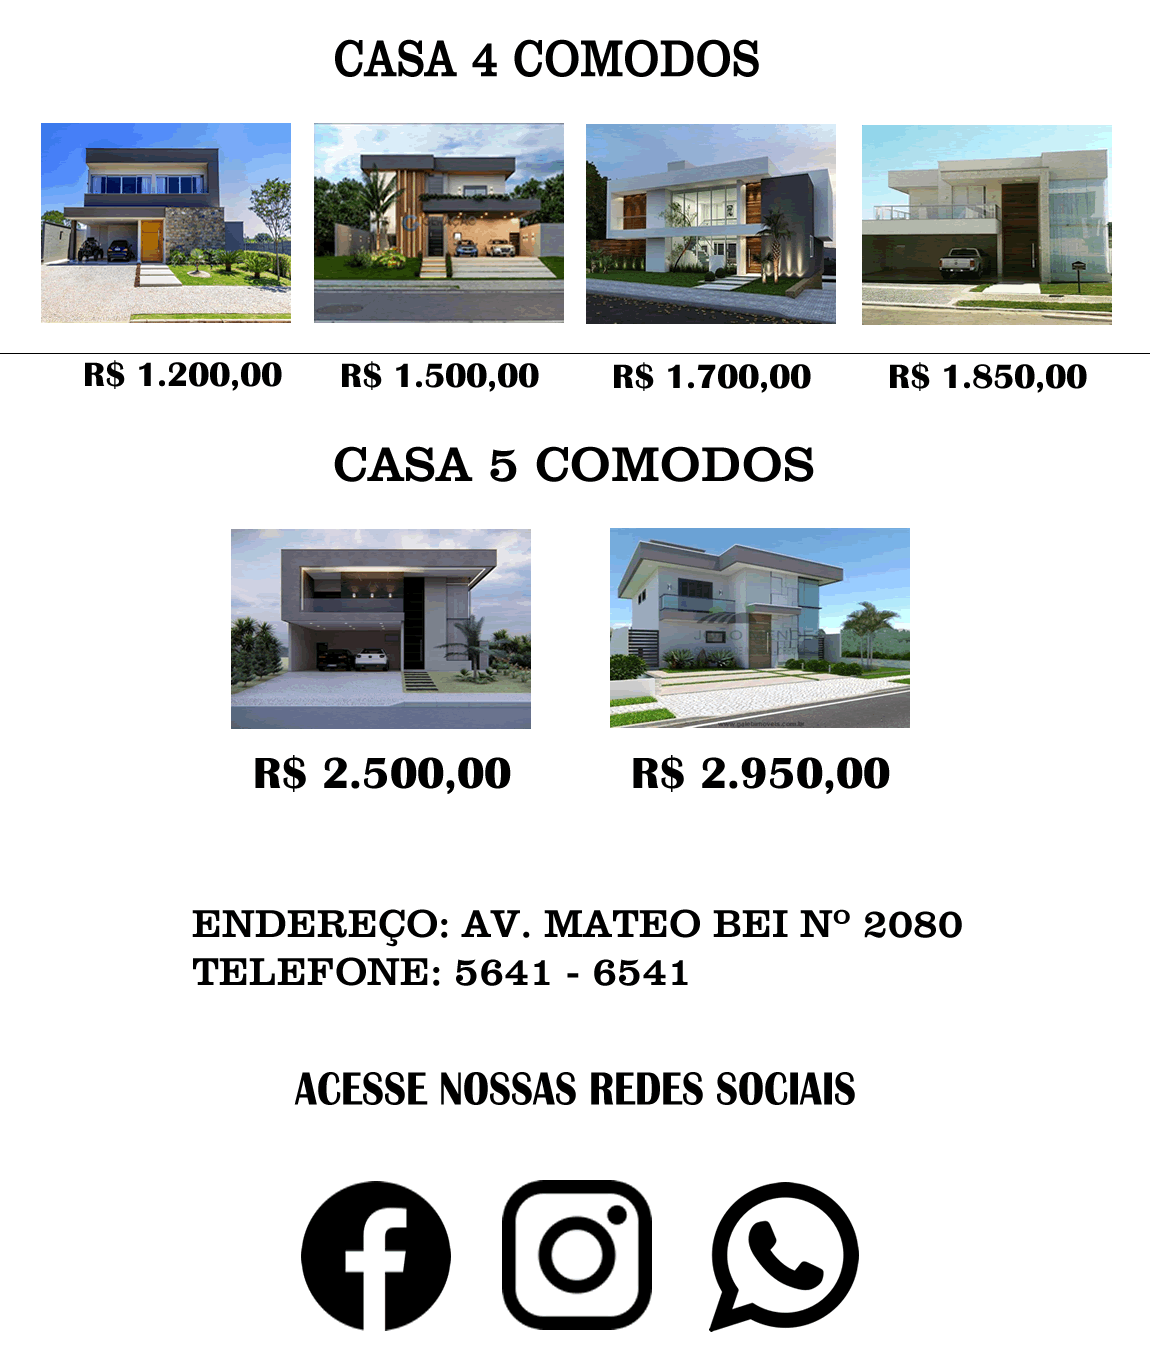 CASA 4 COMODOS
R$ 1.200,00
R$ 1.500,00
R$ 1.700,00
R$ 1.850,00
CASA 5 COMODOS
R$ 2.500,00
R$ 2.950,00
ENDEREÇO: AV. MATEO BEI Nº 2080
TELEFONE: 5641 - 6541
ACESSE NOSSAS REDES SOCIAIS